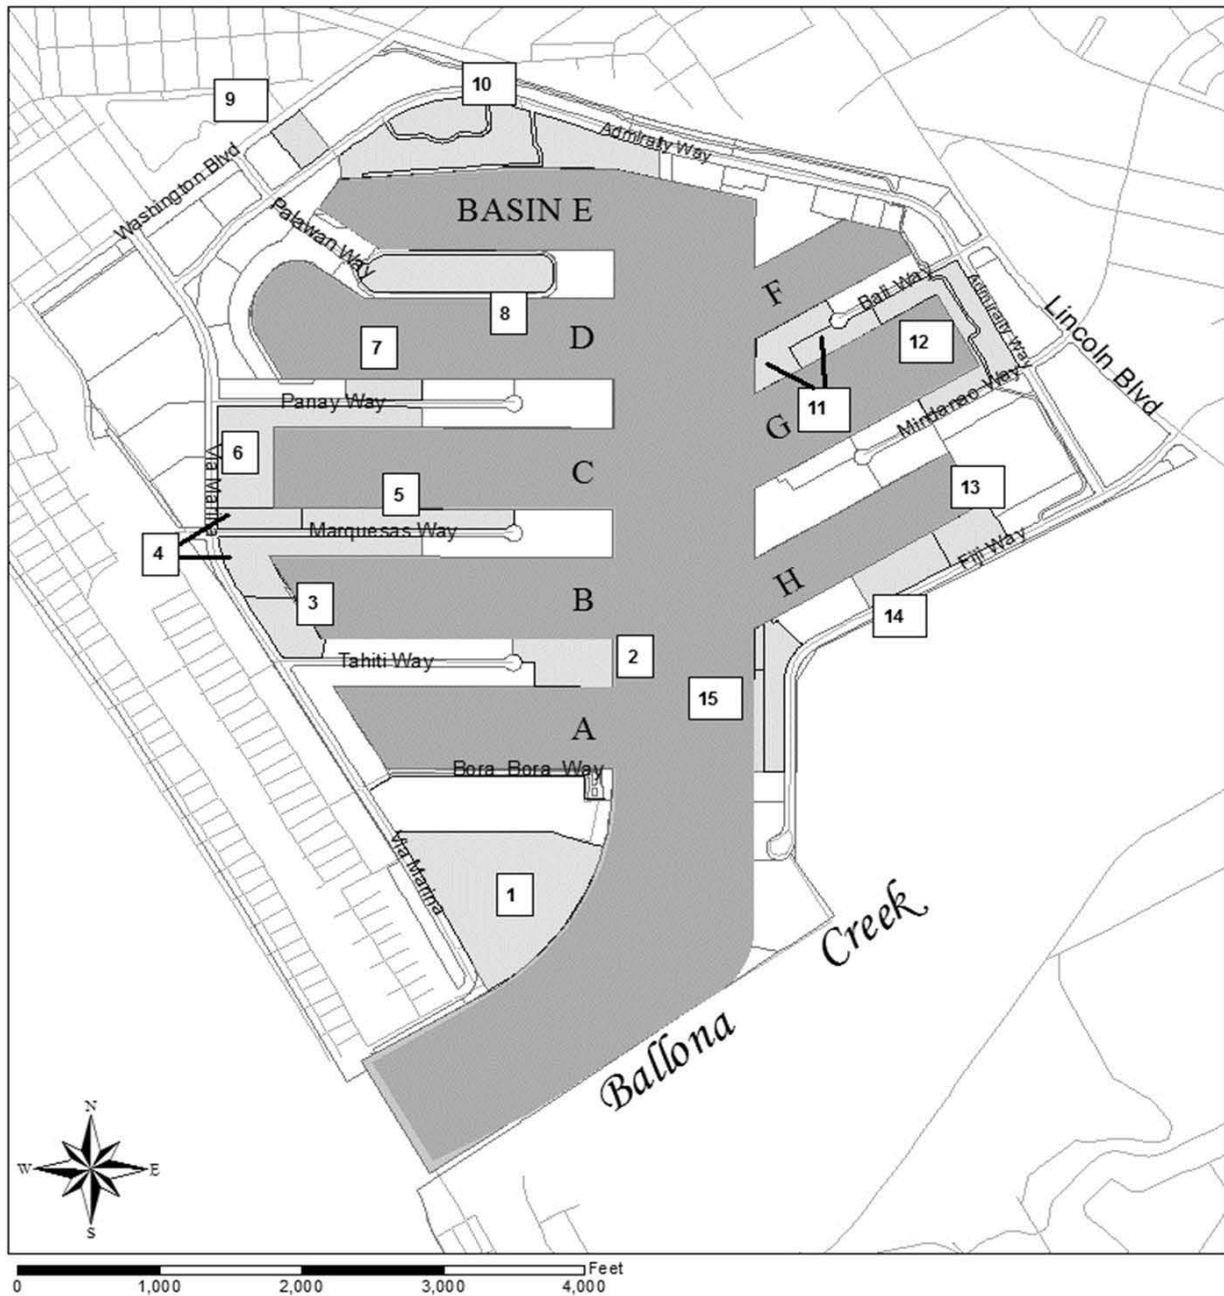 10
9
Admiralty Way
Washington Blvd
BASIN E
Palawan Way
F
Bali Way
Admiralty Way
8
D
7
12
Lincoln Blvd
Panay Way
11
Mindanao Way
G
6
Via Marina
C
5
13
Marquesas Way
4
Fiji Way
H
B
3
14
2
Tahiti Way
15
A
Bora Bora Way
Via Marina
1
Ballona Creek
N
W E
S
Feet
0 1,000 2,000 3,000 4,000